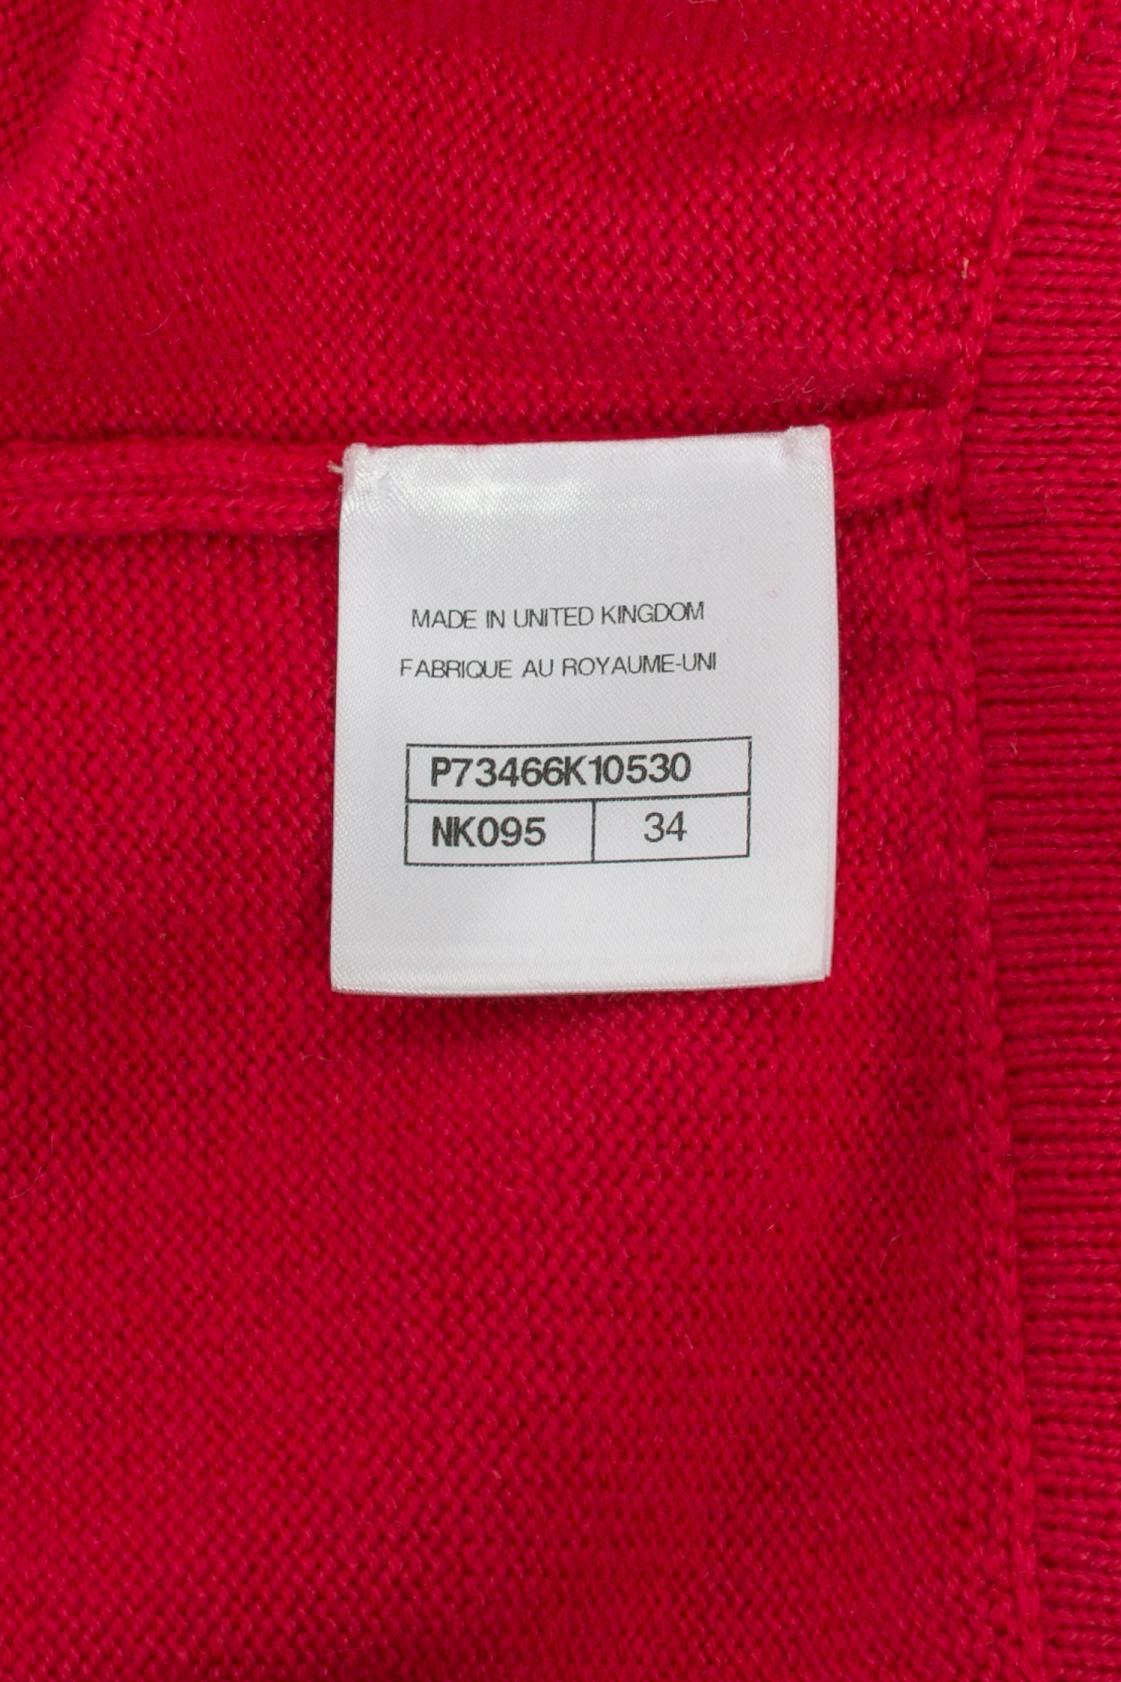 MADE IN UNITED KINGDOM
FABRIQUE AU ROYAUME-UNI
P73466K10530
NK095 34